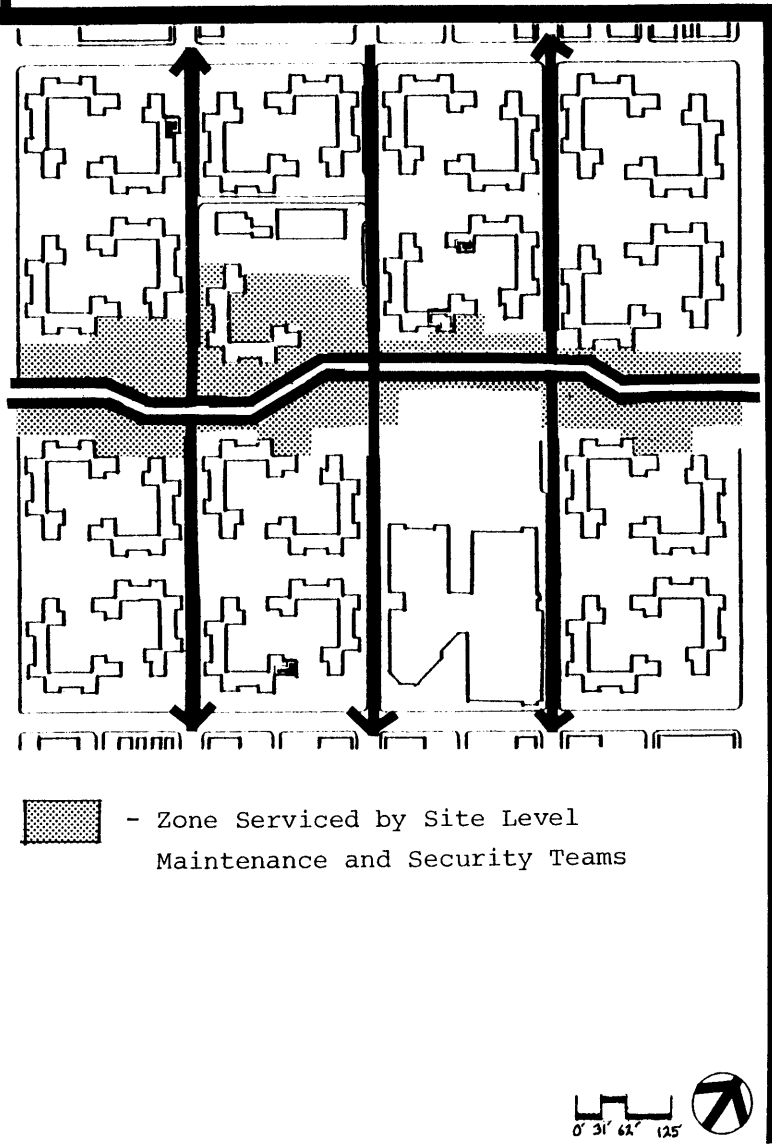 - Zone Serviced by Site Level
Maintenance and Security Teams
0' 31' 62' 125'